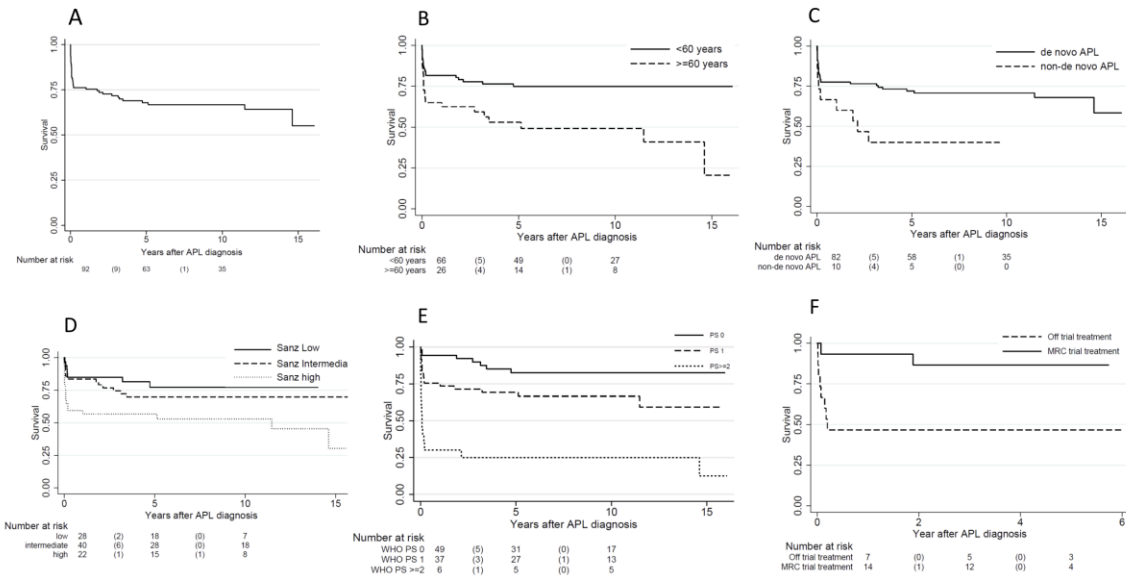 A
1.00
0.75
0.50
0.25
0.00
Survival
0 5 10 15
Years after APL diagnosis
Number at risk
92 (9) 63 (1) 35
B
<60 years
>=60 years
1.00
0.75
0.50
0.25
0.00
Survival
0 5 10 15
Years after APL diagnosis
Number at risk
<60 years 66 (5) 49 (0) 27
>=60 years 26 (4) 14 (1) 8
C
de novo APL
non-de novo APL
1.00
0.75
0.50
0.25
0.00
Survival
0 5 10 15
Years after APL diagnosis
Number at risk
de novo APL 82 (5) 58 (1) 35
non-de novo APL 10 (4) 5 (0) 0
D
Sanz Low
Sanz Intermedia
Sanz high
1.00
0.75
0.50
0.25
0.00
Survival
0 5 10 15
Years after APL diagnosis
Number at risk
low 28 (2) 18 (0) 7
intermediate 40 (6) 28 (0) 18
high 22 (1) 15 (1) 8
E
PS 0
PS 1
PS>=2
1.00
0.75
0.50
0.25
0.00
Survival
0 5 10 15
Years after APL diagnosis
Number at risk
WHO PS 0 49 (5) 31 (0) 17
WHO PS 1 37 (3) 27 (1) 13
WHO PS >=2 6 (1) 5 (0) 5
F
Off trial treatment
MRC trial treatment
1.00
0.75
0.50
0.25
0.00
Survival
0 2 4 6
Year after APL diagnosis
Number at risk
Off trial treatment 7 (0) 5 (0) 3
MRC trial treatment 14 (1) 12 (0) 4